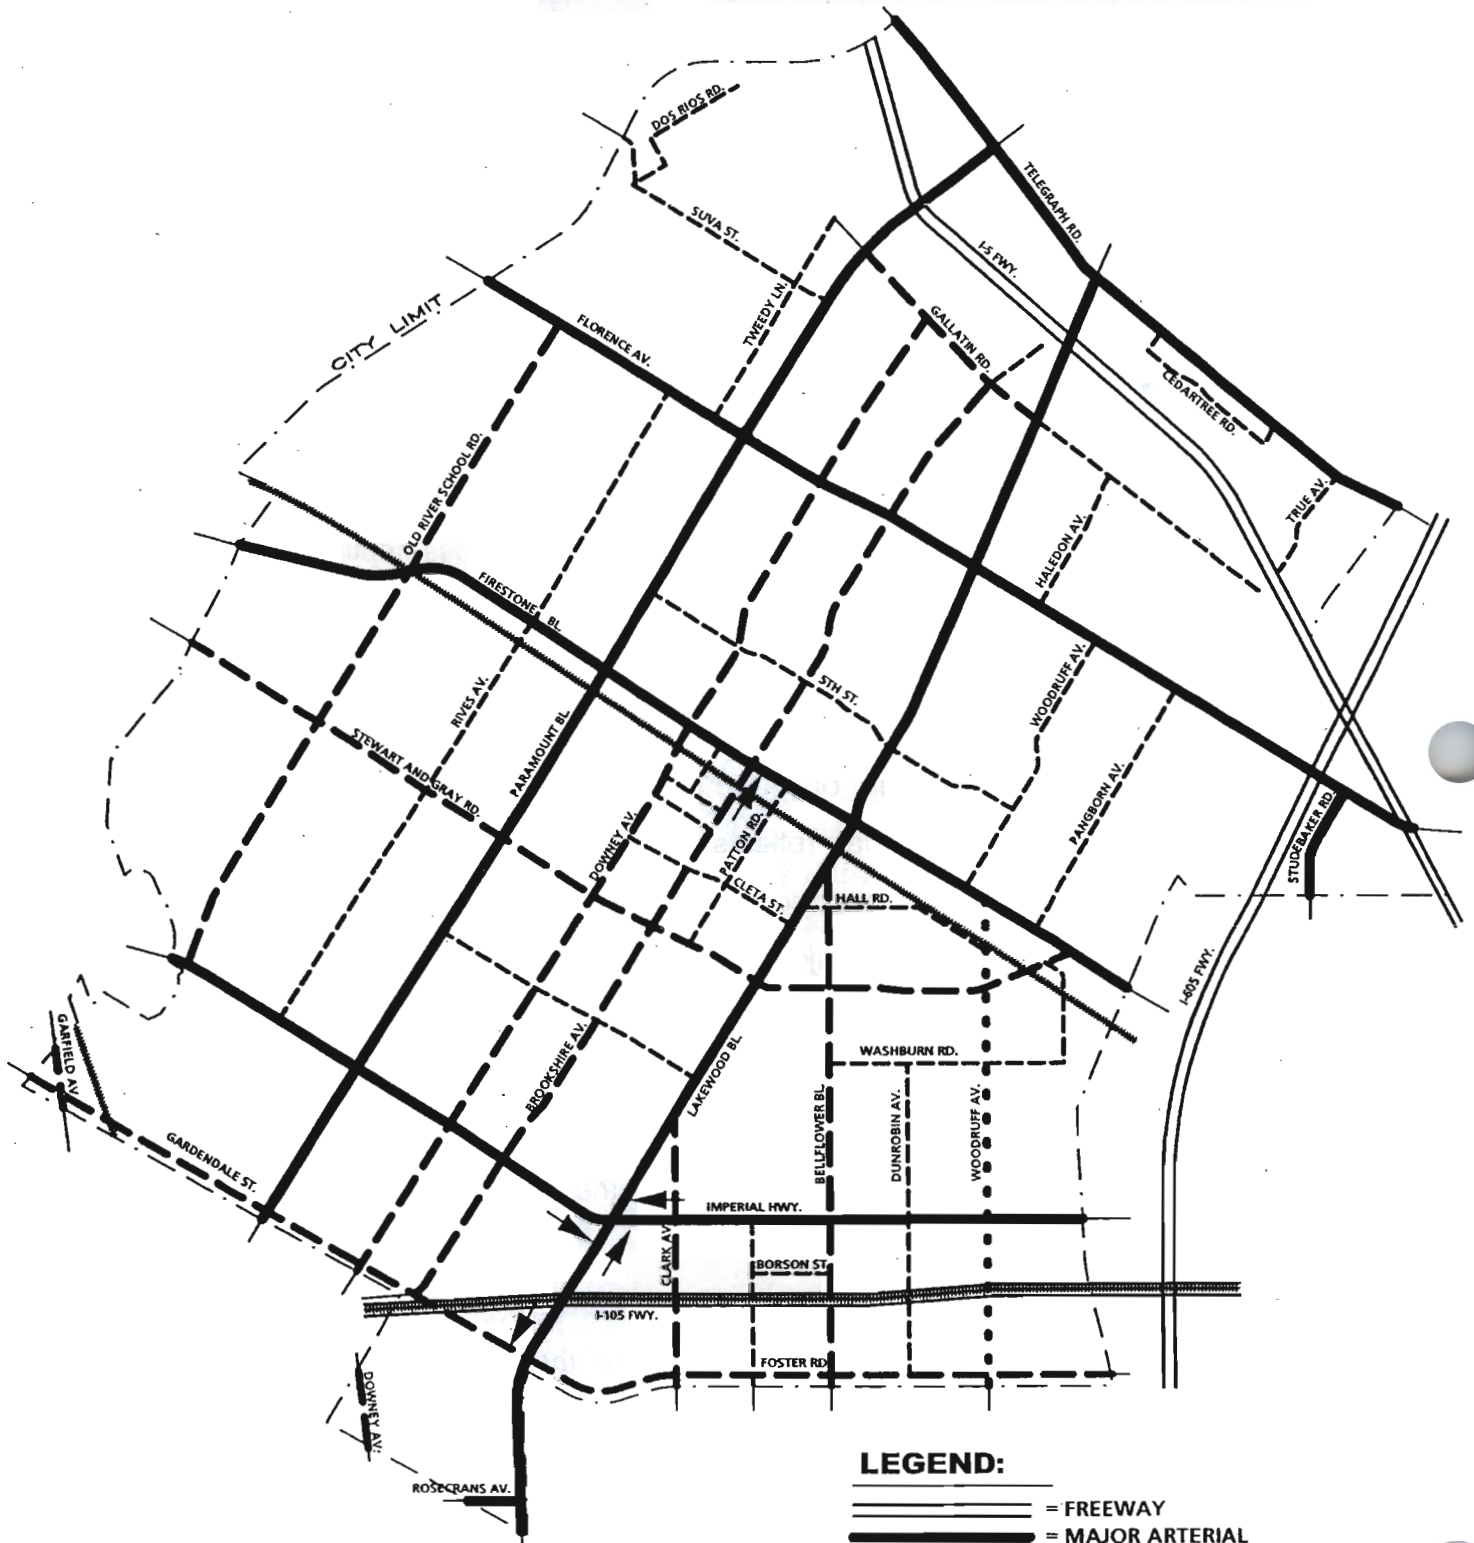 DOS RIOS RD.
TELEGRAPH RD.
SUVA ST.
I-5 FWY.
CITY LIMIT
TWEEDY LN.
FLORENCE AV.
GALLATIN RD.
CEDARTREE RD.
OLD RIVER SCHOOL RD.
TRUE AV.
HALEDON AV.
FIRESTONE BL.
5TH ST.
WOODRUFF AV.
RIVES AV.
PARAMOUNT BL.
STEWART AND GRAY RD.
PANGBORN AV.
STUDEBAKER RD.
DOWNEY AV.
PATTON RD.
CLETA ST.
HALL RD.
I-605 FWY.
GARFIELD AV
WASHBURN RD.
BROOKSHIRE AV.
LAKEWOOD BL.
BELLFLOWER BL.
DUNROBIN AV.
WOODRUFF AV.
GARDENDALE ST.
IMPERIAL HWY.
CLARK AV
BORSON ST
I-105 FWY.
FOSTER RD
DOWNEY AV.
ROSECRANS AV.
LEGEND:
= FREEWAY
= MAJOR ARTERIAL